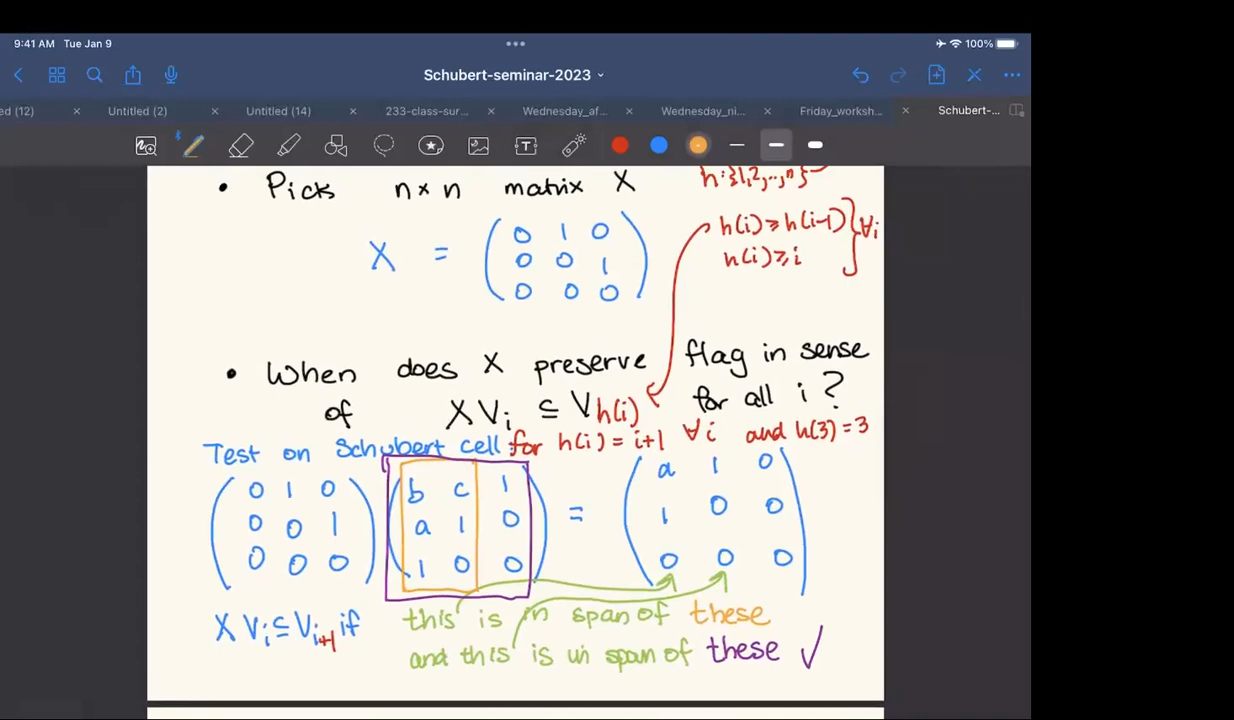 9:41 AM Tue Jan 9
100%
Schubert-seminar-2023
ed (12)
Untitled (2)
Untitled (14)
233-class-sur...
Wednesday_af...
Wednesday_ni...
Friday_worksh...
Schubert-...
• Pick n×n matrix X
h:{1,2,..,n}→
h(i)≥h(i-1) } ∀i
h(i)≥i
X = ( 0 1 0
0 0 1
0 0 0 )
• When does X preserve flag in sense
of XVi ⊆ Vh(i) for all i?
Test on Schubert cell for h(i)=i+1 ∀i and h(3)=3
( 0 1 0 ( b c 1 = ( a 1 0
0 0 1 a 1 0 1 0 0
0 0 0 ) 1 0 0 ) 0 0 0 )
XVi⊆Vi+1 if this is in span of these
and this is in span of these ✓